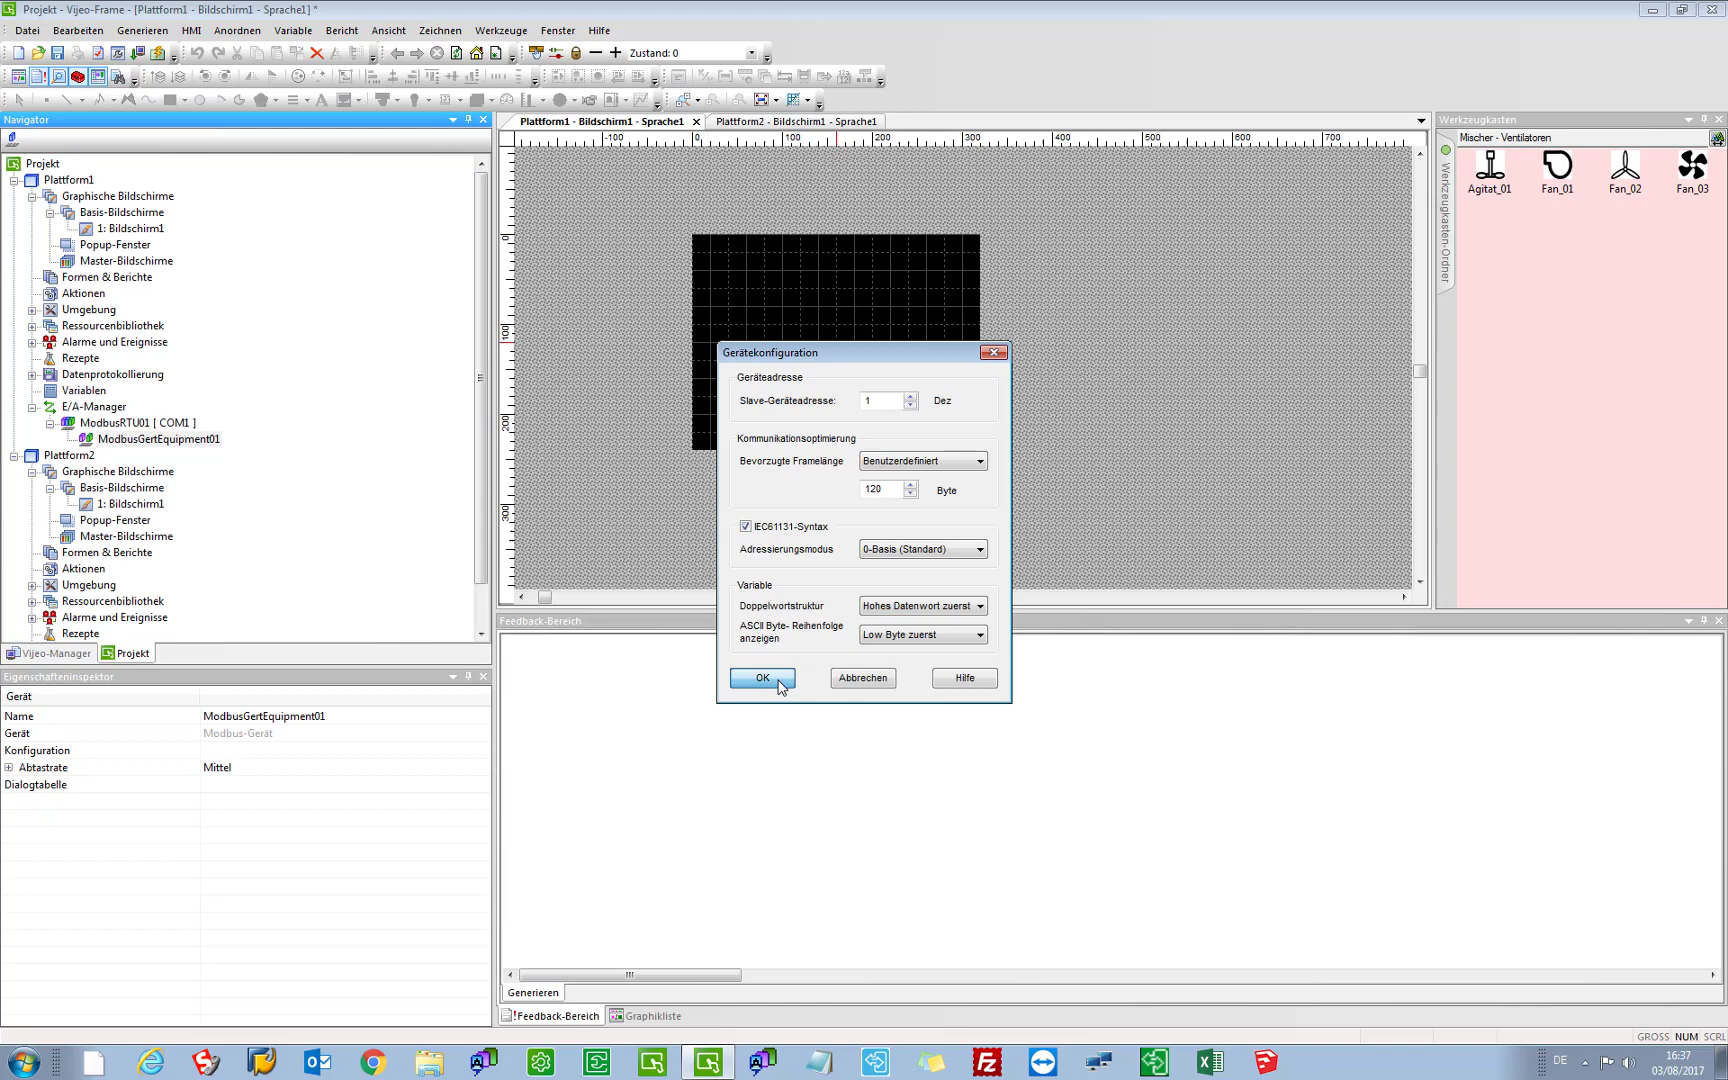 Projekt - Vijeo-Frame - [Plattform1 - Bildschirm1 - Sprache1] *
Datei Bearbeiten Generieren HMI Anordnen Variable Bericht Ansicht Zeichnen Werkzeuge Fenster Hilfe
Zustand: 0
Navigator
Projekt
Plattform1
Graphische Bildschirme
Basis-Bildschirme
1: Bildschirm1
Popup-Fenster
Master-Bildschirme
Formen & Berichte
Aktionen
Umgebung
Ressourcenbibliothek
Alarme und Ereignisse
Rezepte
Datenprotokollierung
Variablen
E/A-Manager
ModbusRTU01 [ COM1 ]
ModbusGertEquipment01
Plattform2
Graphische Bildschirme
Basis-Bildschirme
1: Bildschirm1
Popup-Fenster
Master-Bildschirme
Formen & Berichte
Aktionen
Umgebung
Ressourcenbibliothek
Alarme und Ereignisse
Rezepte
Vijeo-Manager Projekt
Eigenschafteninspektor
Gerät
Name ModbusGertEquipment01
Gerät Modbus-Gerät
Konfiguration
Abtastrate Mittel
Dialogtabelle
Plattform1 - Bildschirm1 - Sprache1 Plattform2 - Bildschirm1 - Sprache1
-100 0 100 200 300 400 500 600 700
0
100
200
300
Gerätekonfiguration
Geräteadresse
Slave-Geräteadresse: 1 Dez
Kommunikationsoptimierung
Bevorzugte Framelänge Benutzerdefiniert
120 Byte
IEC61131-Syntax
Adressierungsmodus 0-Basis (Standard)
Variable
Doppelwortstruktur Hohes Datenwort zuerst
ASCII Byte- Reihenfolge
anzeigen Low Byte zuerst
OK Abbrechen Hilfe
Feedback-Bereich
Generieren
!Feedback-Bereich Graphikliste
Werkzeugkasten
Mischer - Ventilatoren
Werkzeugkasten-Ordner
Agitat_01 Fan_01 Fan_02 Fan_03
GROSS NUM SCRL
DE
16:37
03/08/2017